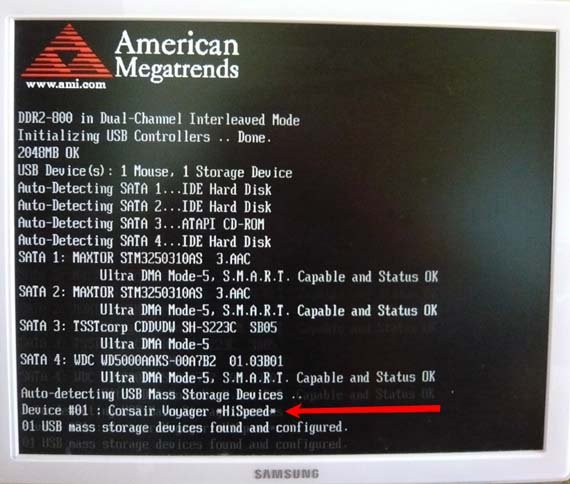 American
Megatrends
www.ami.com
DDR2-800 in Dual-Channel Interleaved Mode
Initializing USB Controllers .. Done.
2048MB OK
USB Device(s): 1 Mouse, 1 Storage Device
Auto-Detecting SATA 1...IDE Hard Disk
Auto-Detecting SATA 2...IDE Hard Disk
Auto-Detecting SATA 3...ATAPI CD-ROM
Auto-Detecting SATA 4...IDE Hard Disk
SATA 1: MAXTOR STM3250310AS 3.AAC
Ultra DMA Mode-5, S.M.A.R.T. Capable and Status OK
SATA 2: MAXTOR STM3250310AS 3.AAC
Ultra DMA Mode-5, S.M.A.R.T. Capable and Status OK
SATA 3: TSSTcorp CDDVDW SH-S223C SB05
Ultra DMA Mode-5
SATA 4: WDC WD5000AAKS-00A7B2 01.03B01
Ultra DMA Mode-5, S.M.A.R.T. Capable and Status OK
Auto-detecting USB Mass Storage Devices ..
Device #01 : Corsair Voyager *HiSpeed*
01 USB mass storage devices found and configured.
SAMSUNG